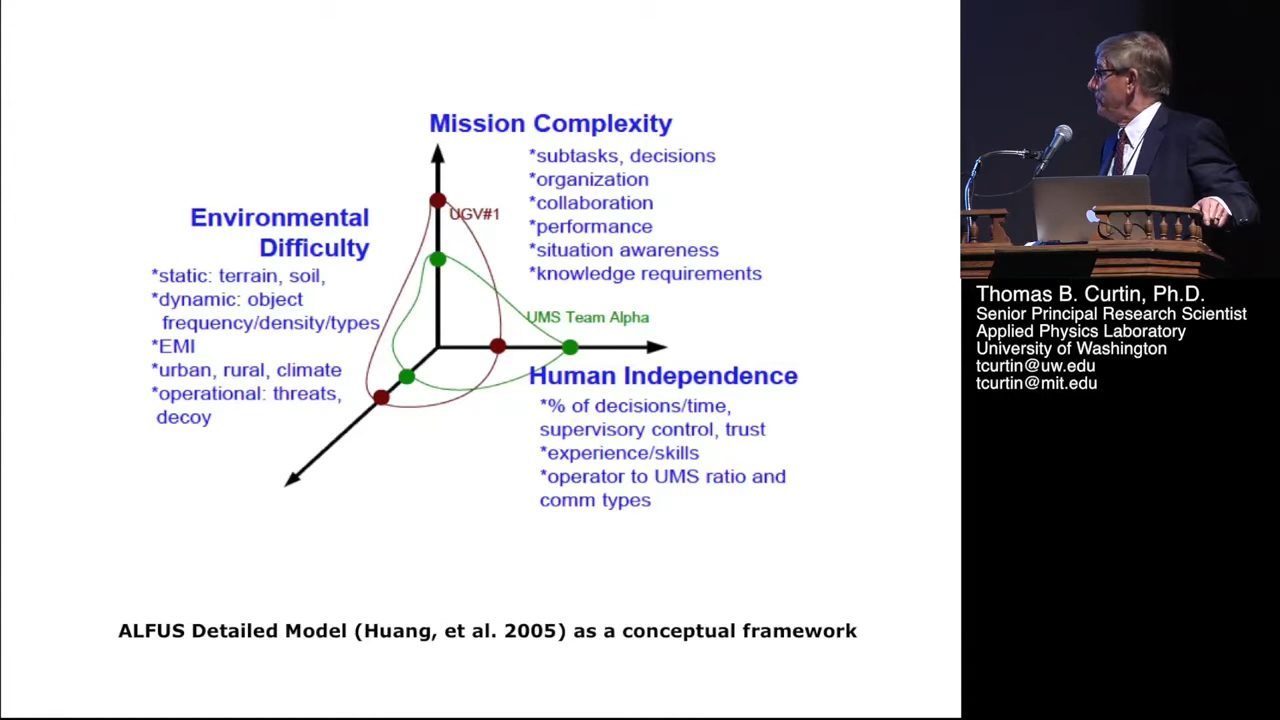 Mission Complexity
*subtasks, decisions
*organization
*collaboration
*performance
*situation awareness
*knowledge requirements
UGV#1
Environmental
Difficulty
*static: terrain, soil,
*dynamic: object
frequency/density/types
*EMI
*urban, rural, climate
*operational: threats,
decoy
UMS Team Alpha
Human Independence
*% of decisions/time,
supervisory control, trust
*experience/skills
*operator to UMS ratio and
comm types
ALFUS Detailed Model (Huang, et al. 2005) as a conceptual framework
Thomas B. Curtin, Ph.D.
Senior Principal Research Scientist
Applied Physics Laboratory
University of Washington
tcurtin@uw.edu
tcurtin@mit.edu